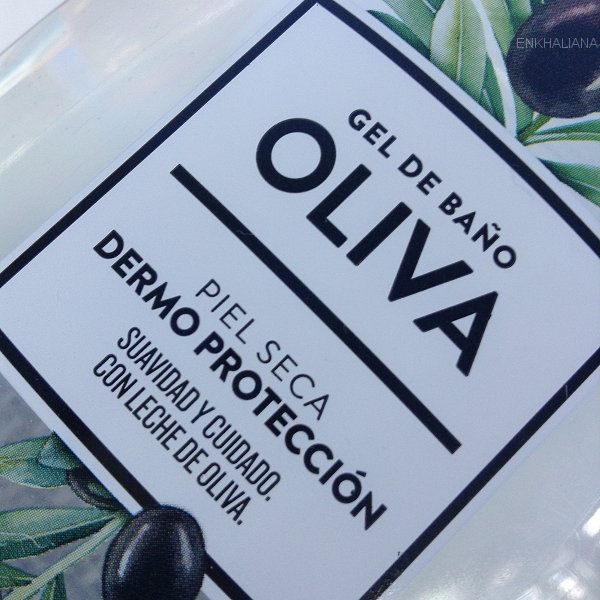 ENKHALIANA
GEL DE BAÑO
OLIVA
PIEL SECA
DERMO PROTECCIÓN
SUAVIDAD Y CUIDADO.
CON LECHE DE OLIVA.